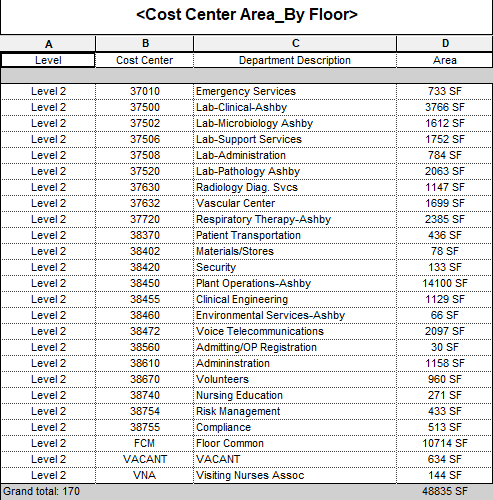 <Cost Center Area_By Floor>
A B C D
Level Cost Center Department Description Area
Level 2 37010 Emergency Services 733 SF
Level 2 37500 Lab-Clinical-Ashby 3766 SF
Level 2 37502 Lab-Microbiology Ashby 1612 SF
Level 2 37506 Lab-Support Services 1752 SF
Level 2 37508 Lab-Administration 784 SF
Level 2 37520 Lab-Pathology Ashby 2063 SF
Level 2 37630 Radiology Diag. Svcs 1147 SF
Level 2 37632 Vascular Center 1699 SF
Level 2 37720 Respiratory Therapy-Ashby 2385 SF
Level 2 38370 Patient Transportation 436 SF
Level 2 38402 Materials/Stores 78 SF
Level 2 38420 Security 133 SF
Level 2 38450 Plant Operations-Ashby 14100 SF
Level 2 38455 Clinical Engineering 1129 SF
Level 2 38460 Environmental Services-Ashby 66 SF
Level 2 38472 Voice Telecommunications 2097 SF
Level 2 38560 Admitting/OP Registration 30 SF
Level 2 38610 Admininstration 1158 SF
Level 2 38670 Volunteers 960 SF
Level 2 38740 Nursing Education 271 SF
Level 2 38754 Risk Management 433 SF
Level 2 38755 Compliance 513 SF
Level 2 FCM Floor Common 10714 SF
Level 2 VACANT VACANT 634 SF
Level 2 VNA Visiting Nurses Assoc 144 SF
Grand total: 170 48835 SF